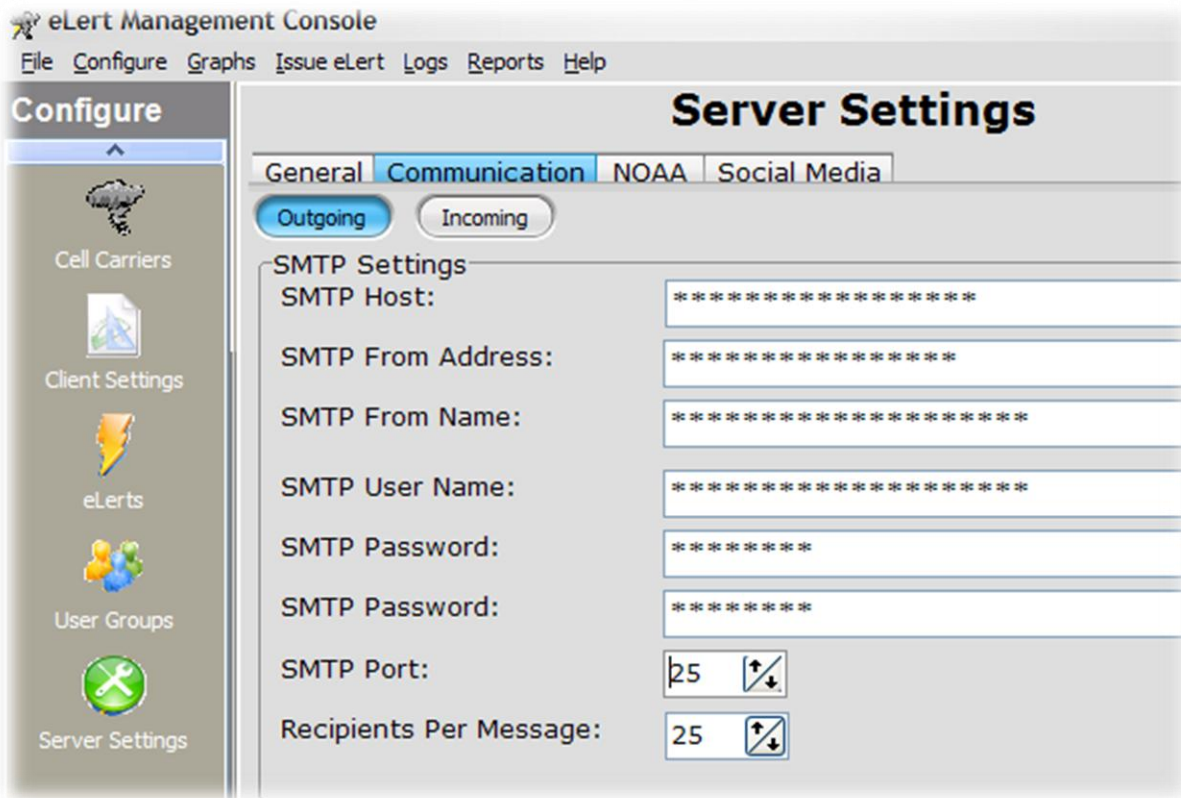 eLert Management Console
File Configure Graphs Issue eLert Logs Reports Help
Configure
Cell Carriers
Client Settings
eLerts
User Groups
Server Settings
Server Settings
General Communication NOAA Social Media
Outgoing Incoming
SMTP Settings
SMTP Host: *****************
SMTP From Address: ****************
SMTP From Name: ********************
SMTP User Name: ********************
SMTP Password: ********
SMTP Password: ********
SMTP Port: 25
Recipients Per Message: 25